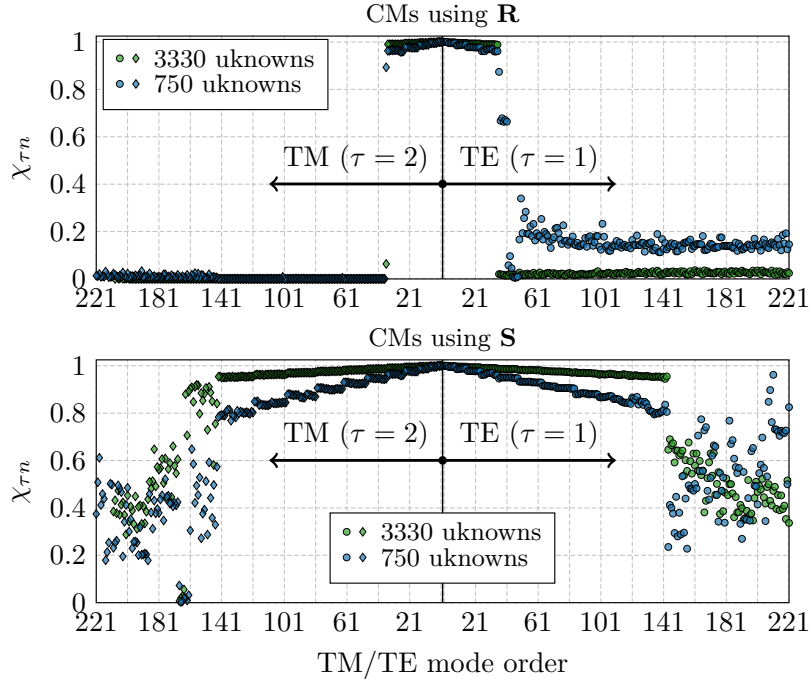 CMs using R
1
0.8
0.6
0.4
0.2
0
χτn
3330 uknowns
750 uknowns
TM (τ = 2)
TE (τ = 1)
221 181 141 101 61 21 21 61 101 141 181 221
CMs using S
1
0.8
0.6
0.4
0.2
0
χτn
TM (τ = 2)
TE (τ = 1)
3330 uknowns
750 uknowns
221 181 141 101 61 21 21 61 101 141 181 221
TM/TE mode order